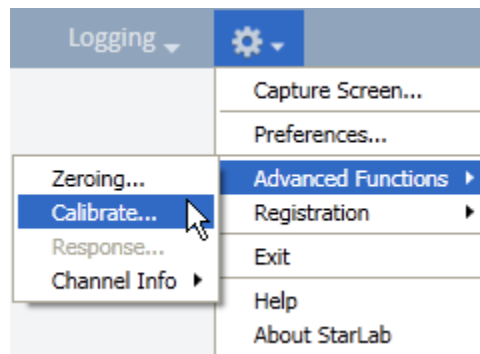 Logging
Capture Screen...
Preferences...
Advanced Functions
Registration
Exit
Help
About StarLab
Zeroing...
Calibrate...
Response...
Channel Info